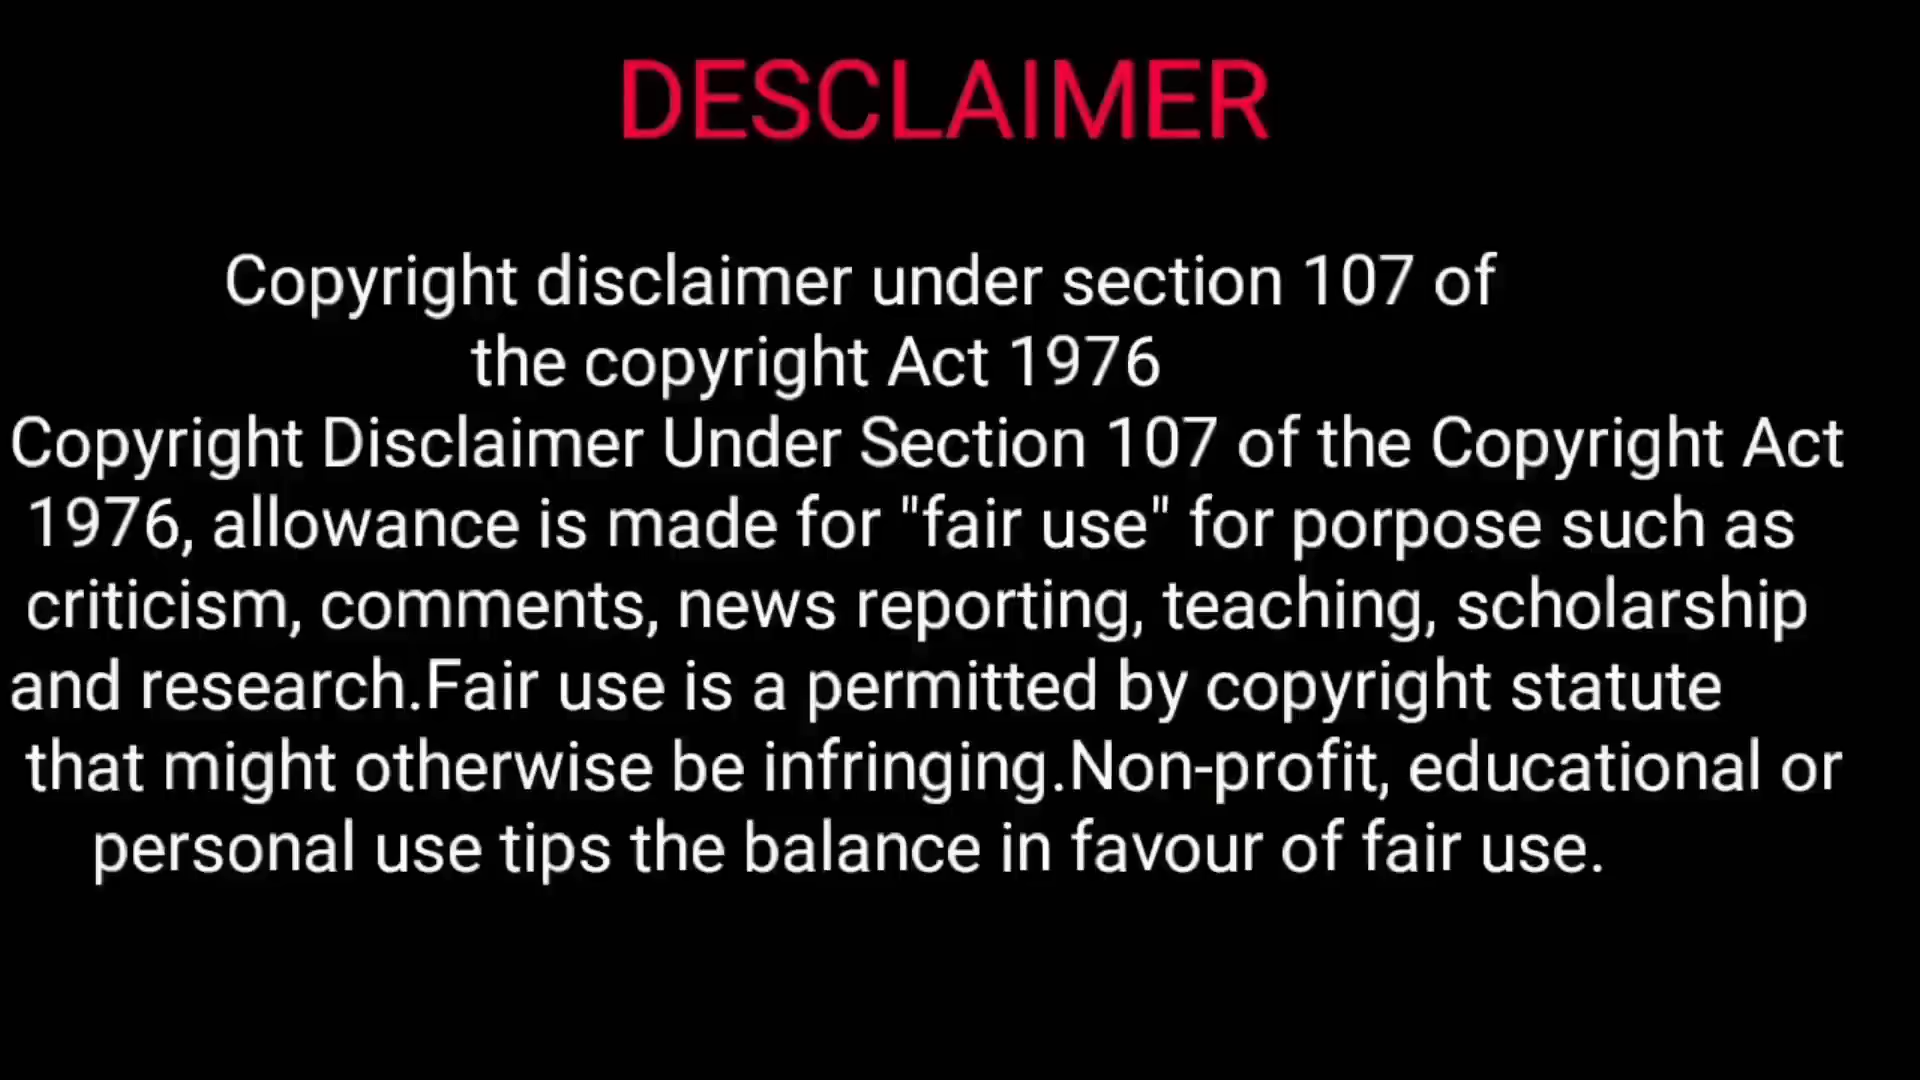 DESCLAIMER
Copyright disclaimer under section 107 of
the copyright Act 1976
Copyright Disclaimer Under Section 107 of the Copyright Act
1976, allowance is made for "fair use" for porpose such as
criticism, comments, news reporting, teaching, scholarship
and research.Fair use is a permitted by copyright statute
that might otherwise be infringing.Non-profit, educational or
personal use tips the balance in favour of fair use.